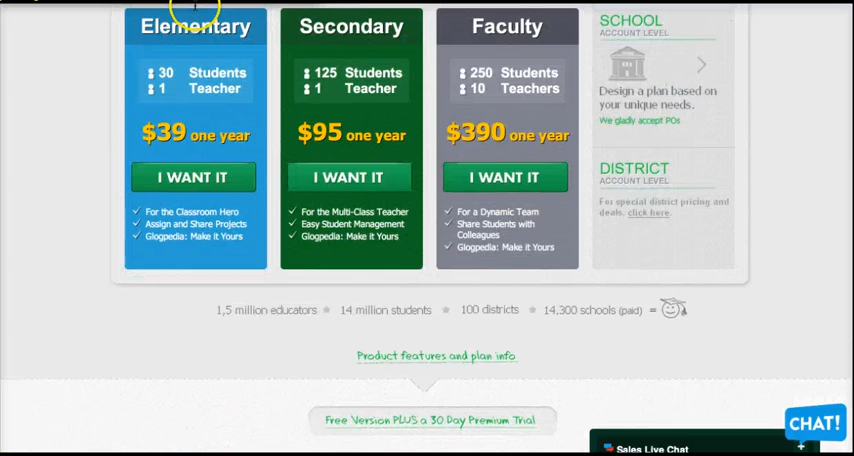 Elementary
30 Students
1 Teacher
$39 one year
I WANT IT
For the Classroom Hero
Assign and Share Projects
Glogpedia: Make it Yours
Secondary
125 Students
1 Teacher
$95 one year
I WANT IT
For the Multi-Class Teacher
Easy Student Management
Glogpedia: Make it Yours
Faculty
250 Students
10 Teachers
$390 one year
I WANT IT
For a Dynamic Team
Share Students with
Colleagues
Glogpedia: Make it Yours
SCHOOL
ACCOUNT LEVEL
Design a plan based on
your unique needs.
We gladly accept POs
DISTRICT
ACCOUNT LEVEL
For special district pricing and
deals, click here.
1,5 million educators ★ 14 million students ★ 100 districts ★ 14,300 schools (paid) =
Product features and plan info
Free Version PLUS a 30 Day Premium Trial
CHAT!
Sales Live Chat +